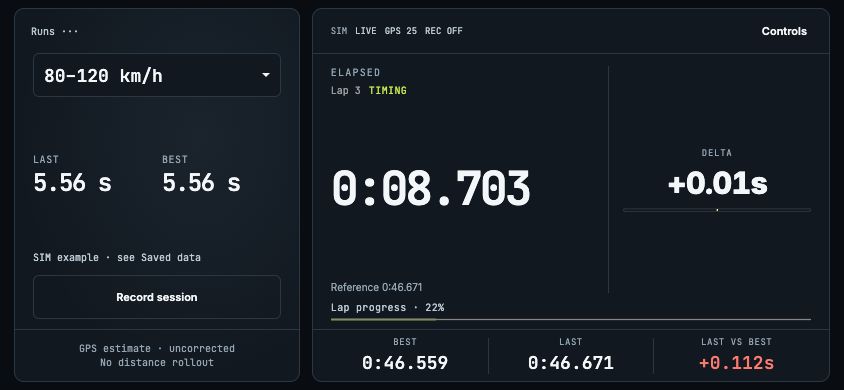 Runs ···
80–120 km/h
LAST BEST
5.56 s 5.56 s
SIM example · see Saved data
Record session
GPS estimate · uncorrected
No distance rollout
SIM LIVE GPS 25 REC OFF Controls
ELAPSED
Lap 3 TIMING
0:08.703
DELTA
+0.01s
Reference 0:46.671
Lap progress · 22%
BEST LAST LAST VS BEST
0:46.559 0:46.671 +0.112s